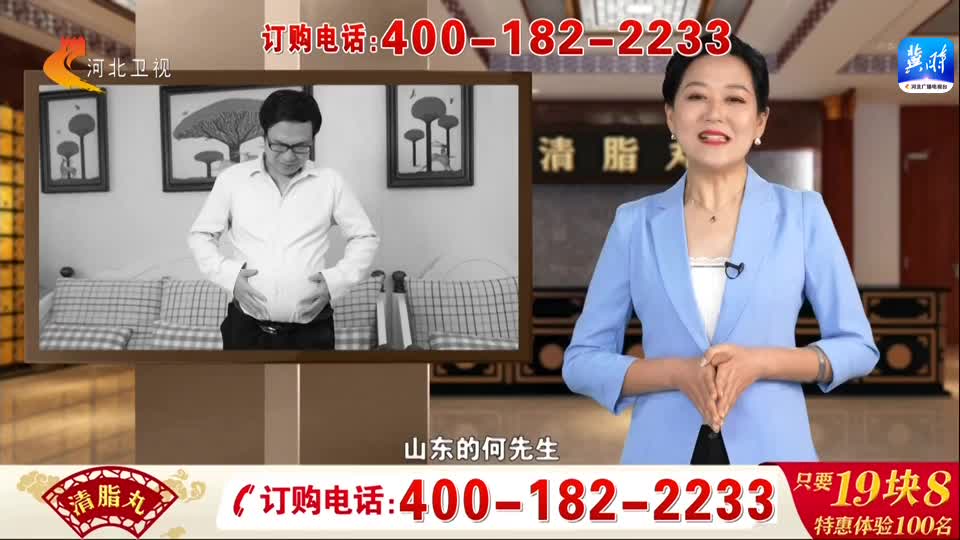 订购电话:400-182-2233
河北卫视
冀时
河北广播电视台
清脂丸
山东的何先生
清脂丸
订购电话:400-182-2233
只要19块8
特惠体验100名